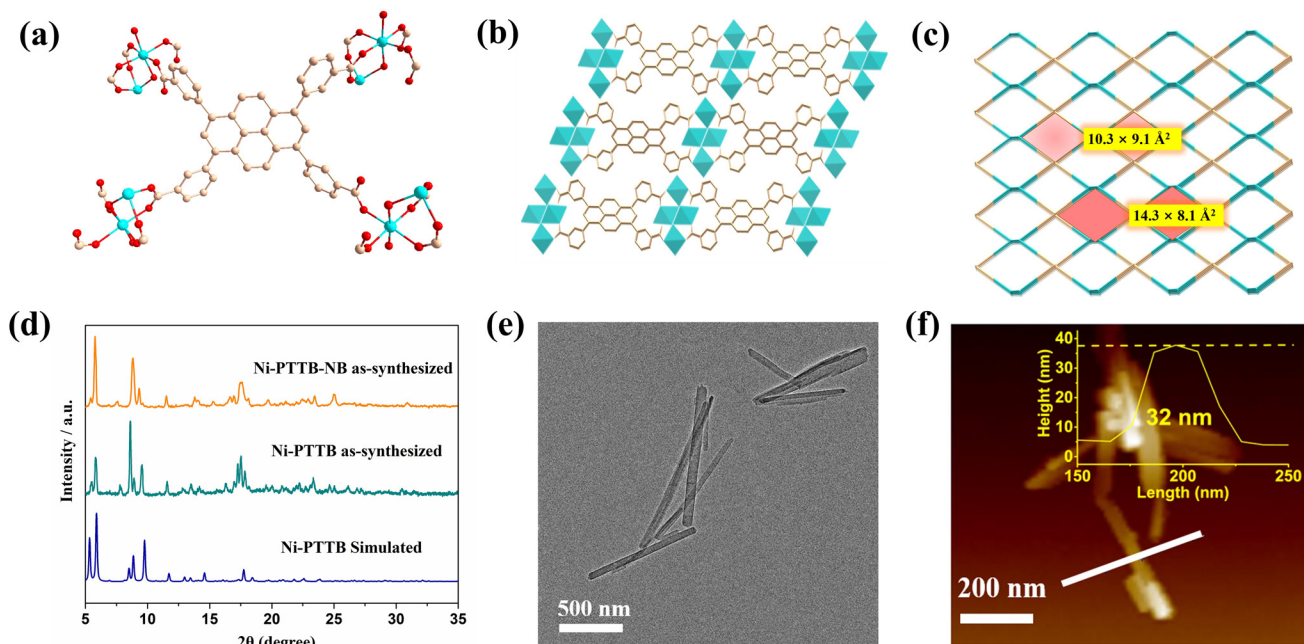 (a)
(b)
(c)
10.3 × 9.1 Å²
14.3 × 8.1 Å²
(d)
Intensity / a.u.
Ni-PTTB-NB as-synthesized
Ni-PTTB as-synthesized
Ni-PTTB Simulated
5 10 15 20 25 30 35
2θ (degree)
(e)
500 nm
(f)
Height (nm)
40
30
20
10
0
32 nm
150 200 250
Length (nm)
200 nm